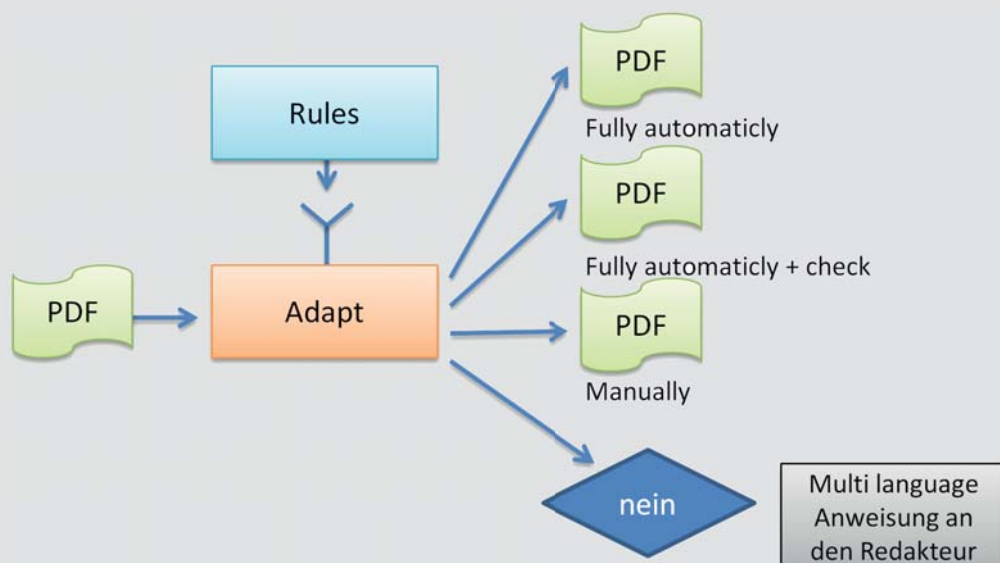 PDF
Rules
Fully automaticly
PDF
Fully automaticly + check
PDF
Adapt
PDF
Manually
nein
Multi language
Anweisung an
den Redakteur